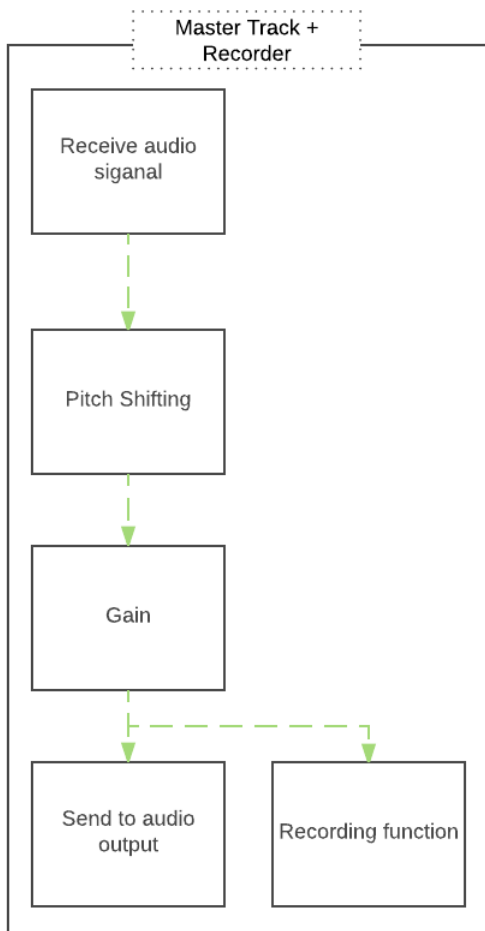 Master Track +
Recorder
Receive audio
siganal
Pitch Shifting
Gain
Send to audio
output
Recording function